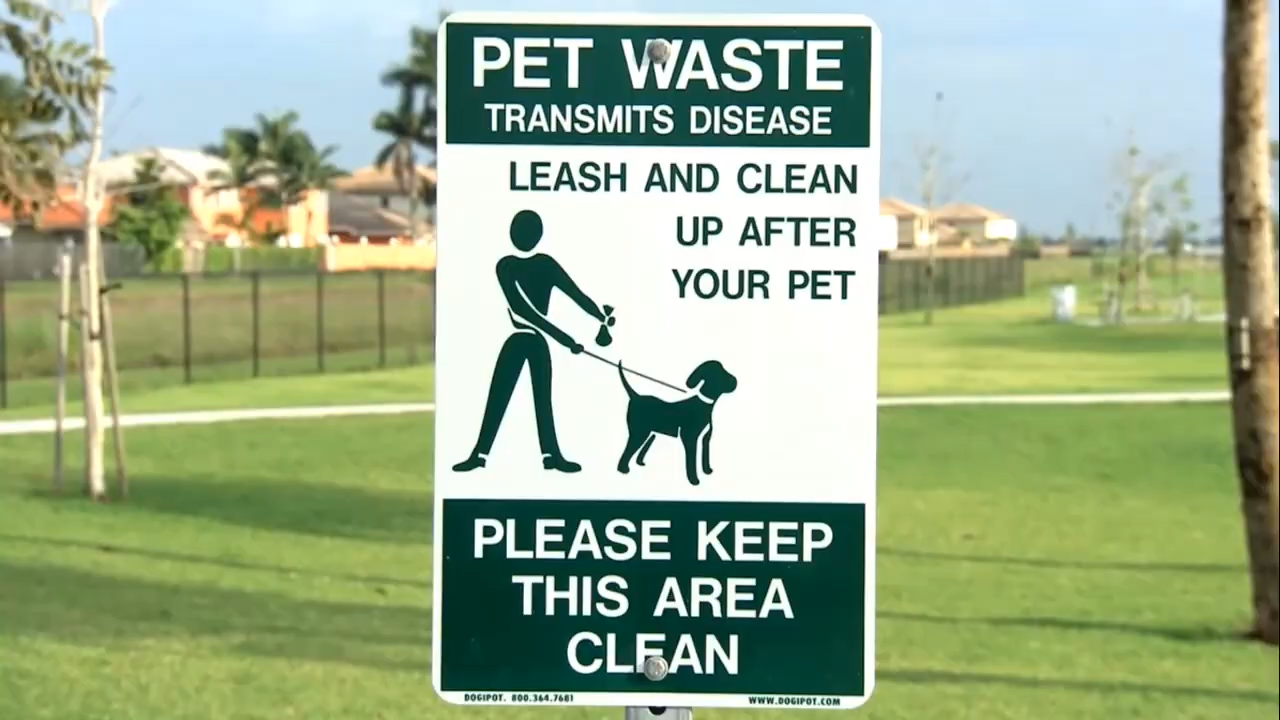 PET WASTE
TRANSMITS DISEASE
LEASH AND CLEAN
UP AFTER
YOUR PET
PLEASE KEEP
THIS AREA
CLEAN
DOGIPOT. 800.364.7681
WWW.DOGIPOT.COM